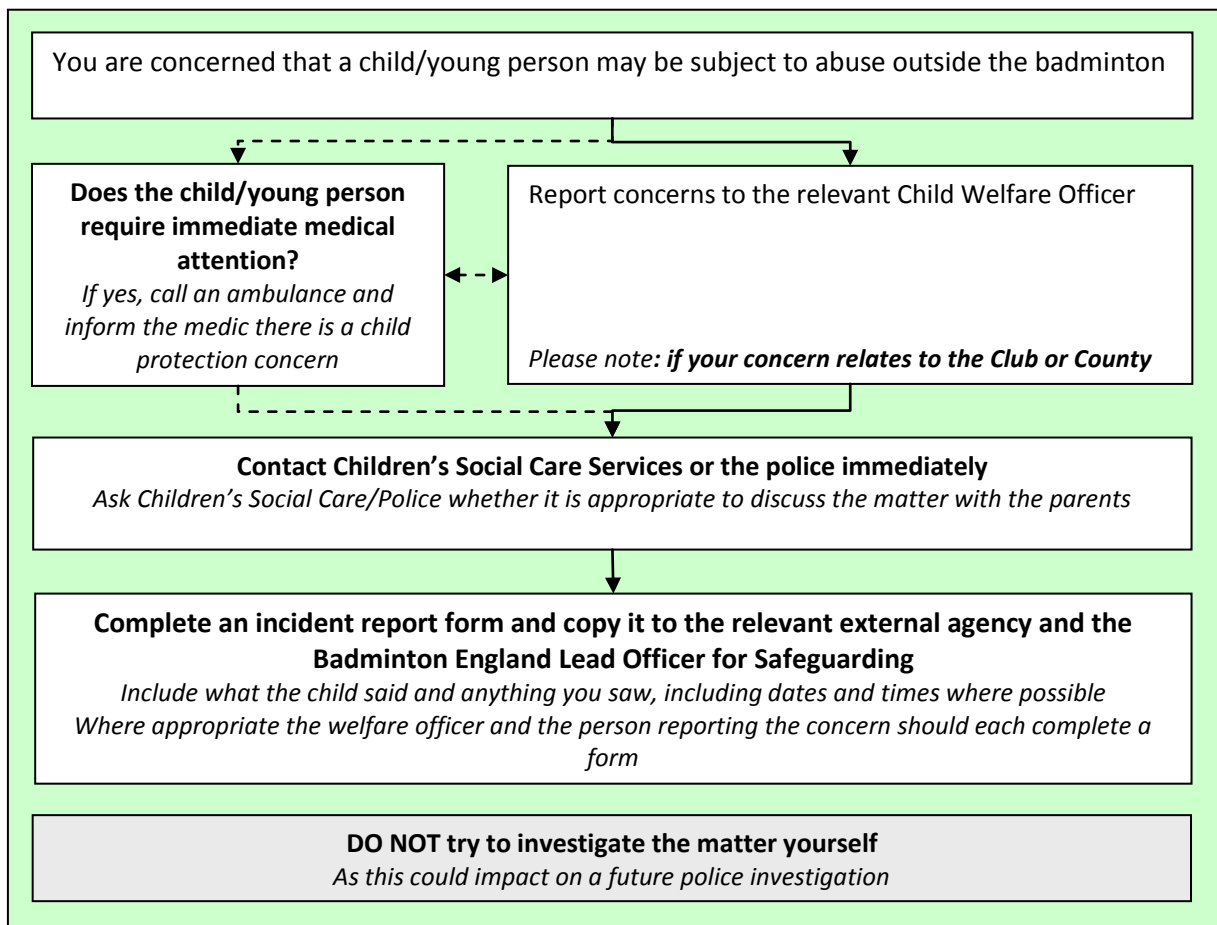 You are concerned that a child/young person may be subject to abuse outside the badminton
Does the child/young person
require immediate medical
attention?
If yes, call an ambulance and
inform the medic there is a child
protection concern
Report concerns to the relevant Child Welfare Officer
Please note: if your concern relates to the Club or County
Contact Children’s Social Care Services or the police immediately
Ask Children’s Social Care/Police whether it is appropriate to discuss the matter with the parents
Complete an incident report form and copy it to the relevant external agency and the
Badminton England Lead Officer for Safeguarding
Include what the child said and anything you saw, including dates and times where possible
Where appropriate the welfare officer and the person reporting the concern should each complete a
form
DO NOT try to investigate the matter yourself
As this could impact on a future police investigation